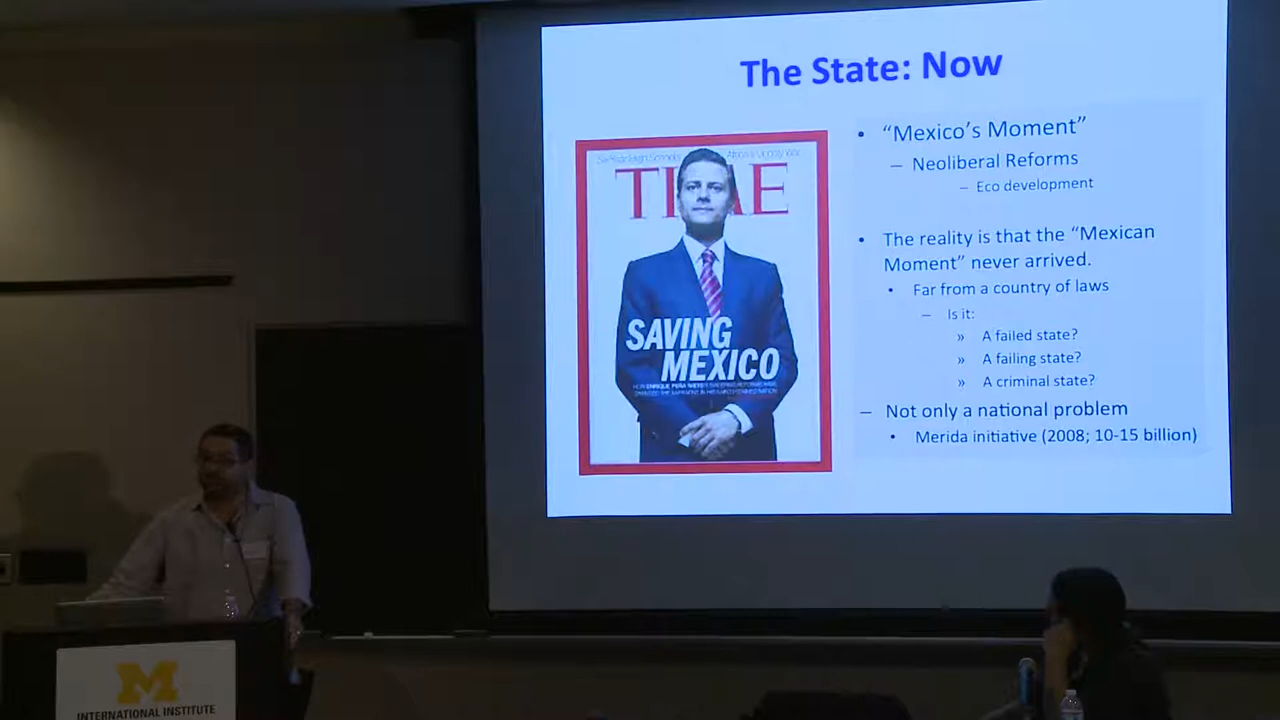 The State: Now
TIME
SAVING
MEXICO
• “Mexico’s Moment”
– Neoliberal Reforms
– Eco development
• The reality is that the “Mexican
Moment” never arrived.
• Far from a country of laws
– Is it:
» A failed state?
» A failing state?
» A criminal state?
– Not only a national problem
• Merida initiative (2008; 10-15 billion)
M
INTERNATIONAL INSTITUTE